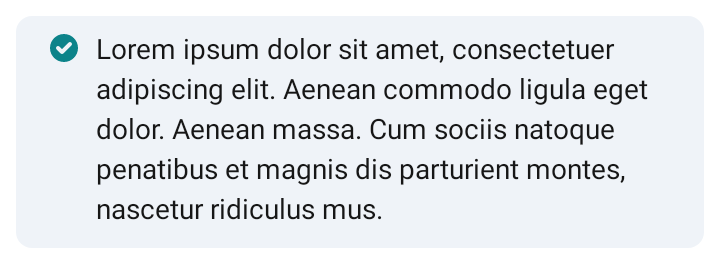 Lorem ipsum dolor sit amet, consectetuer
adipiscing elit. Aenean commodo ligula eget
dolor. Aenean massa. Cum sociis natoque
penatibus et magnis dis parturient montes,
nascetur ridiculus mus.